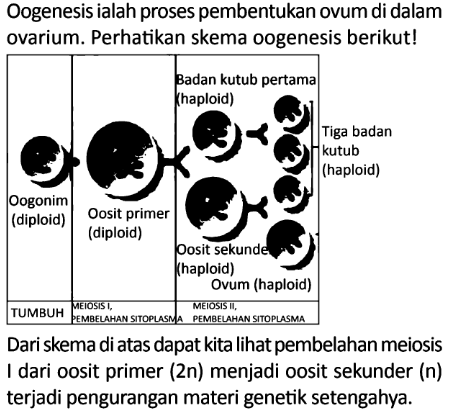 Oogenesis ialah proses pembentukan ovum di dalam
ovarium. Perhatikan skema oogenesis berikut!
Badan kutub pertama
(haploid)
Tiga badan
kutub
(haploid)
Oogonim
(diploid)
Oosit primer
(diploid)
Oosit sekunde
(haploid)
Ovum (haploid)
TUMBUH
MEIOSIS I,
PEMBELAHAN SITOPLASMA
MEIOSIS II,
PEMBELAHAN SITOPLASMA
Dari skema di atas dapat kita lihat pembelahan meiosis
I dari oosit primer (2n) menjadi oosit sekunder (n)
terjadi pengurangan materi genetik setengahya.